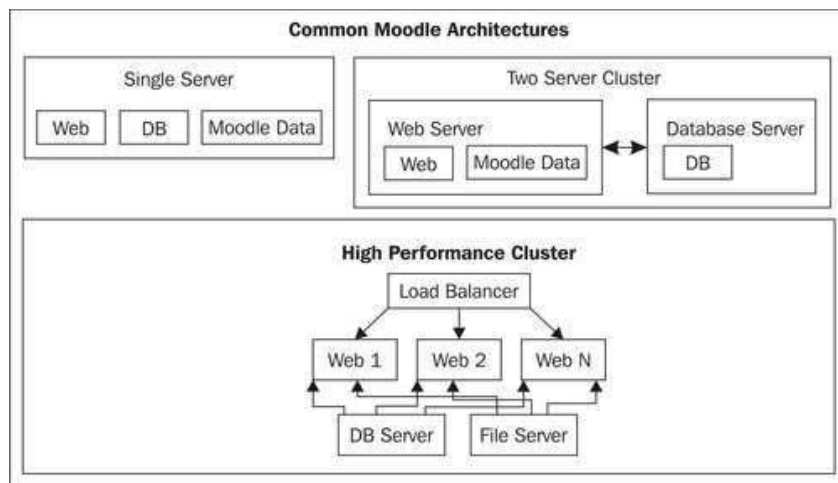 Common Moodle Architectures
Single Server
Web DB Moodle Data
Two Server Cluster
Web Server
Web Moodle Data
Database Server
DB
High Performance Cluster
Load Balancer
Web 1 Web 2 Web N
DB Server File Server